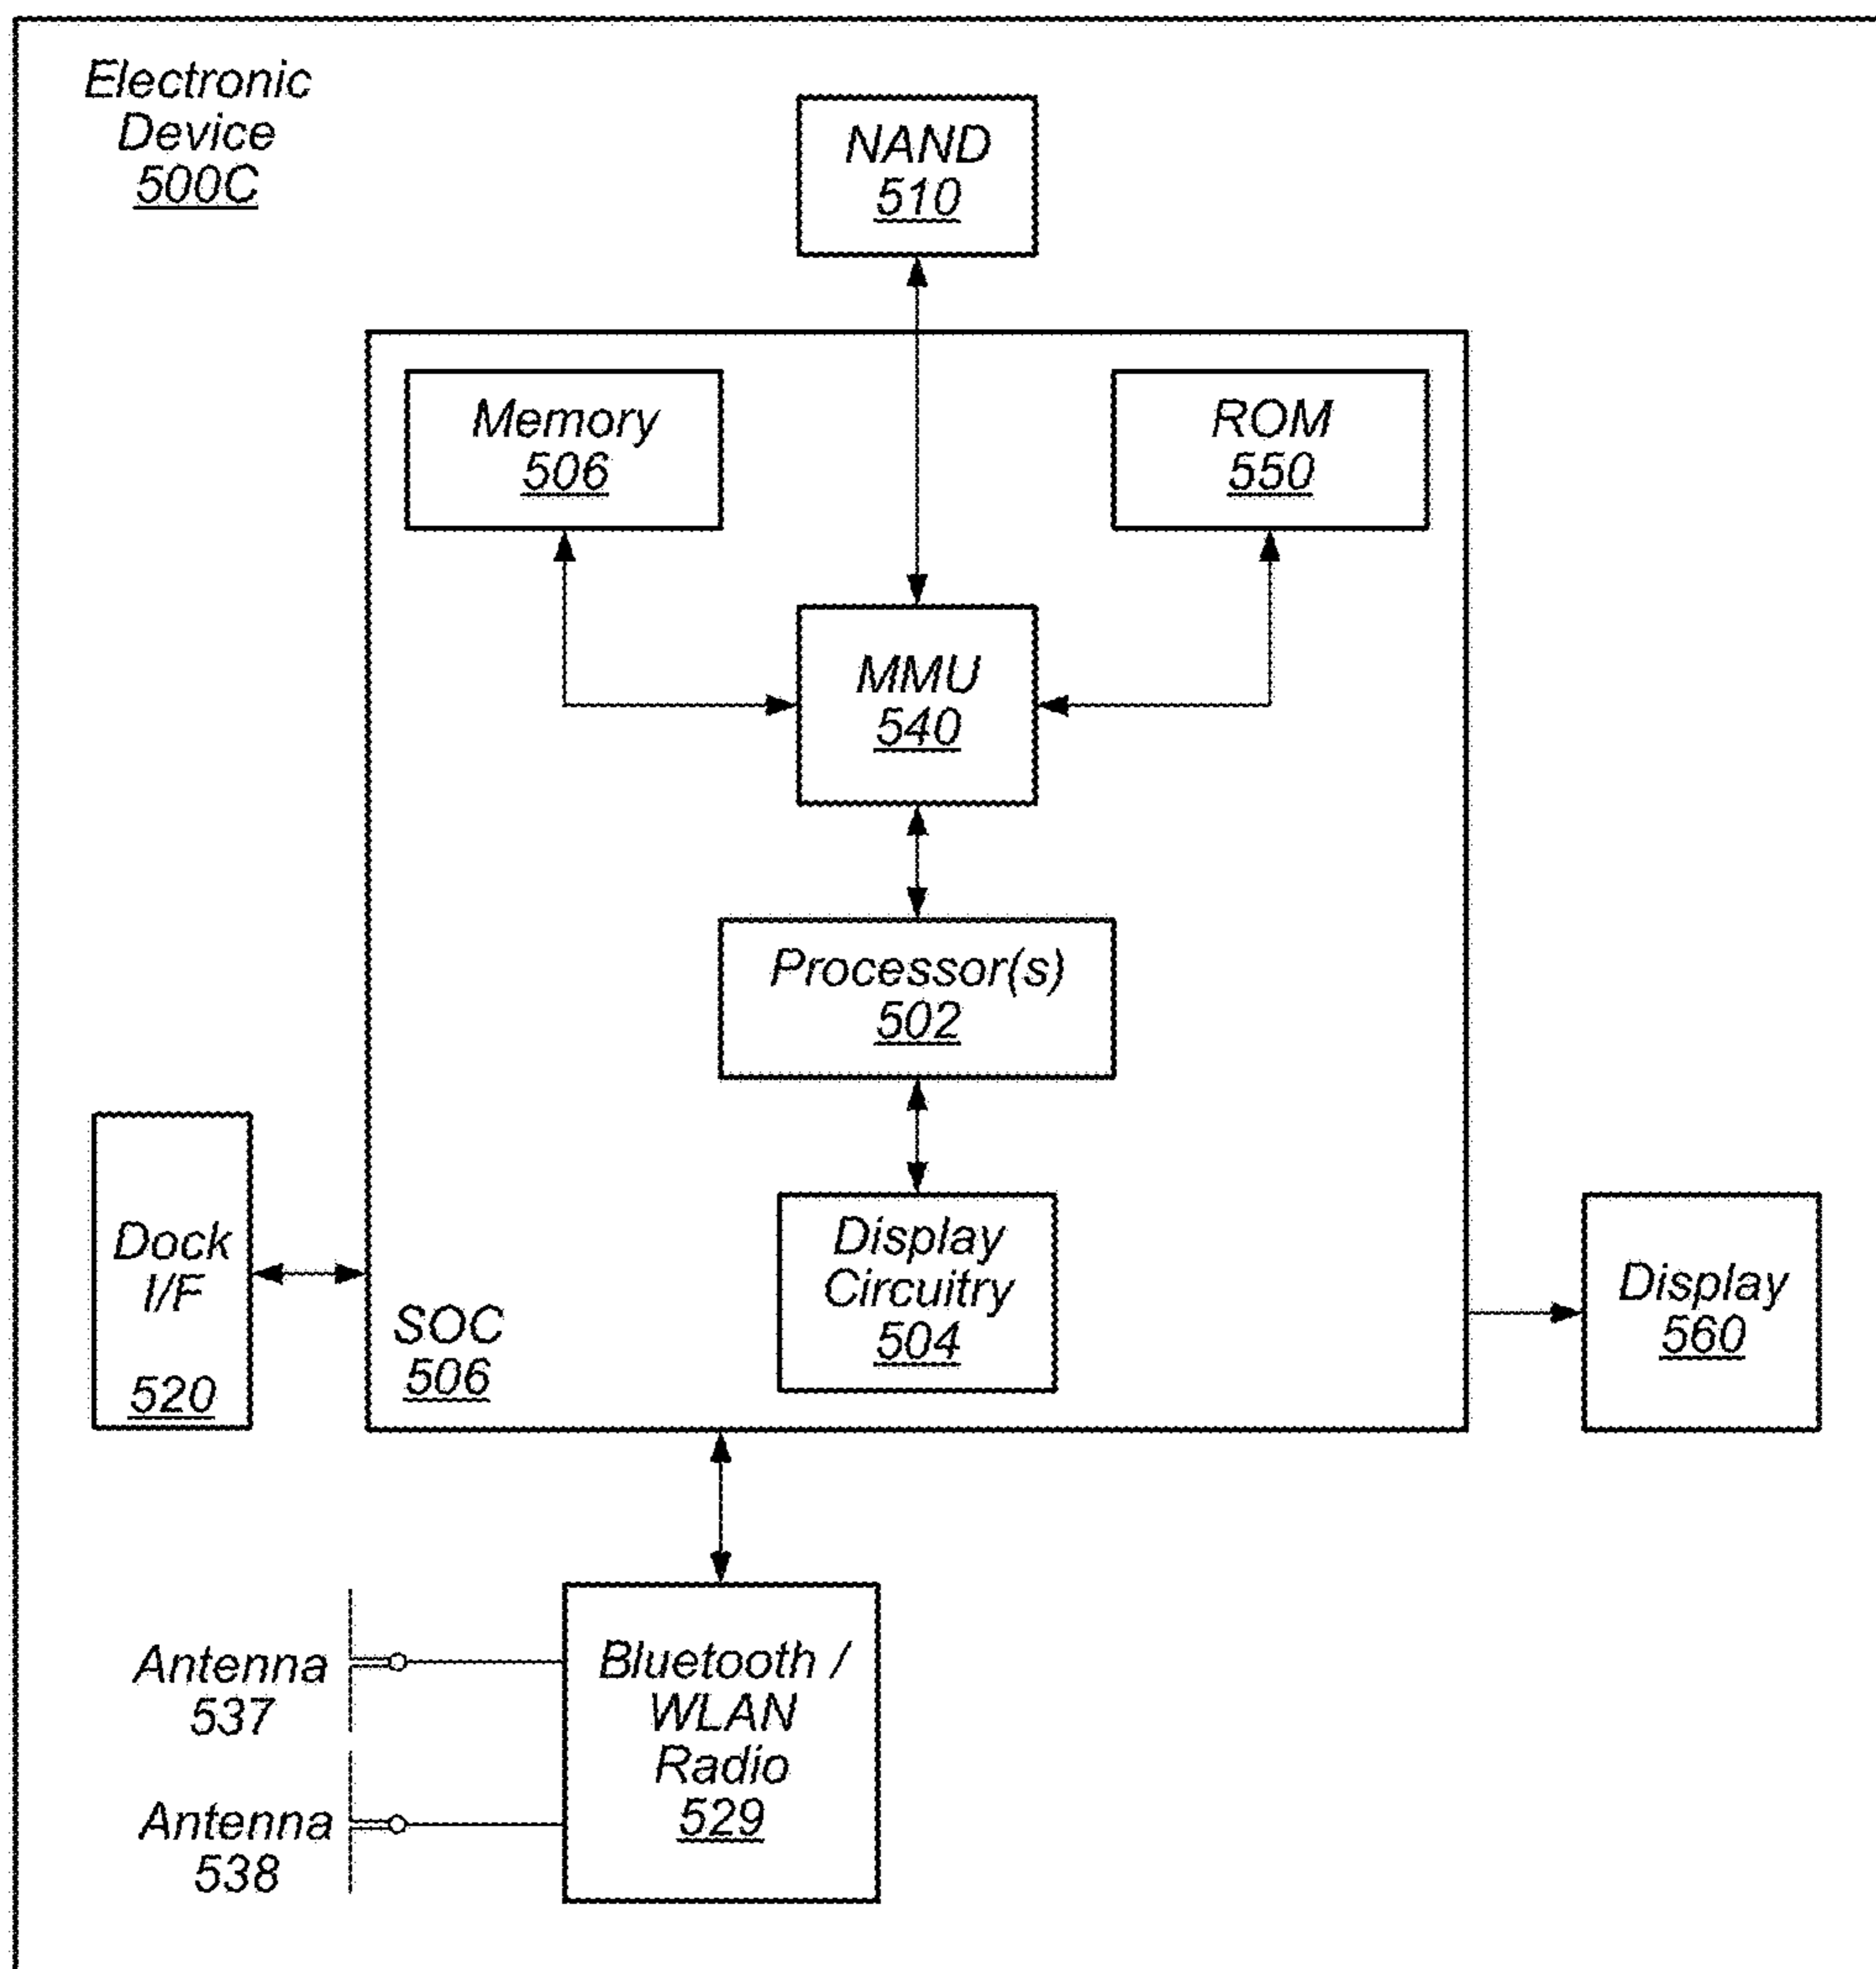 Electronic
Device
500C
NAND
510
Memory
506
ROM
550
MMU
540
Processor(s)
502
Dock
I/F
520
SOC
506
Display
Circuitry
504
Display
560
Antenna
537
Antenna
538
Bluetooth /
WLAN
Radio
529